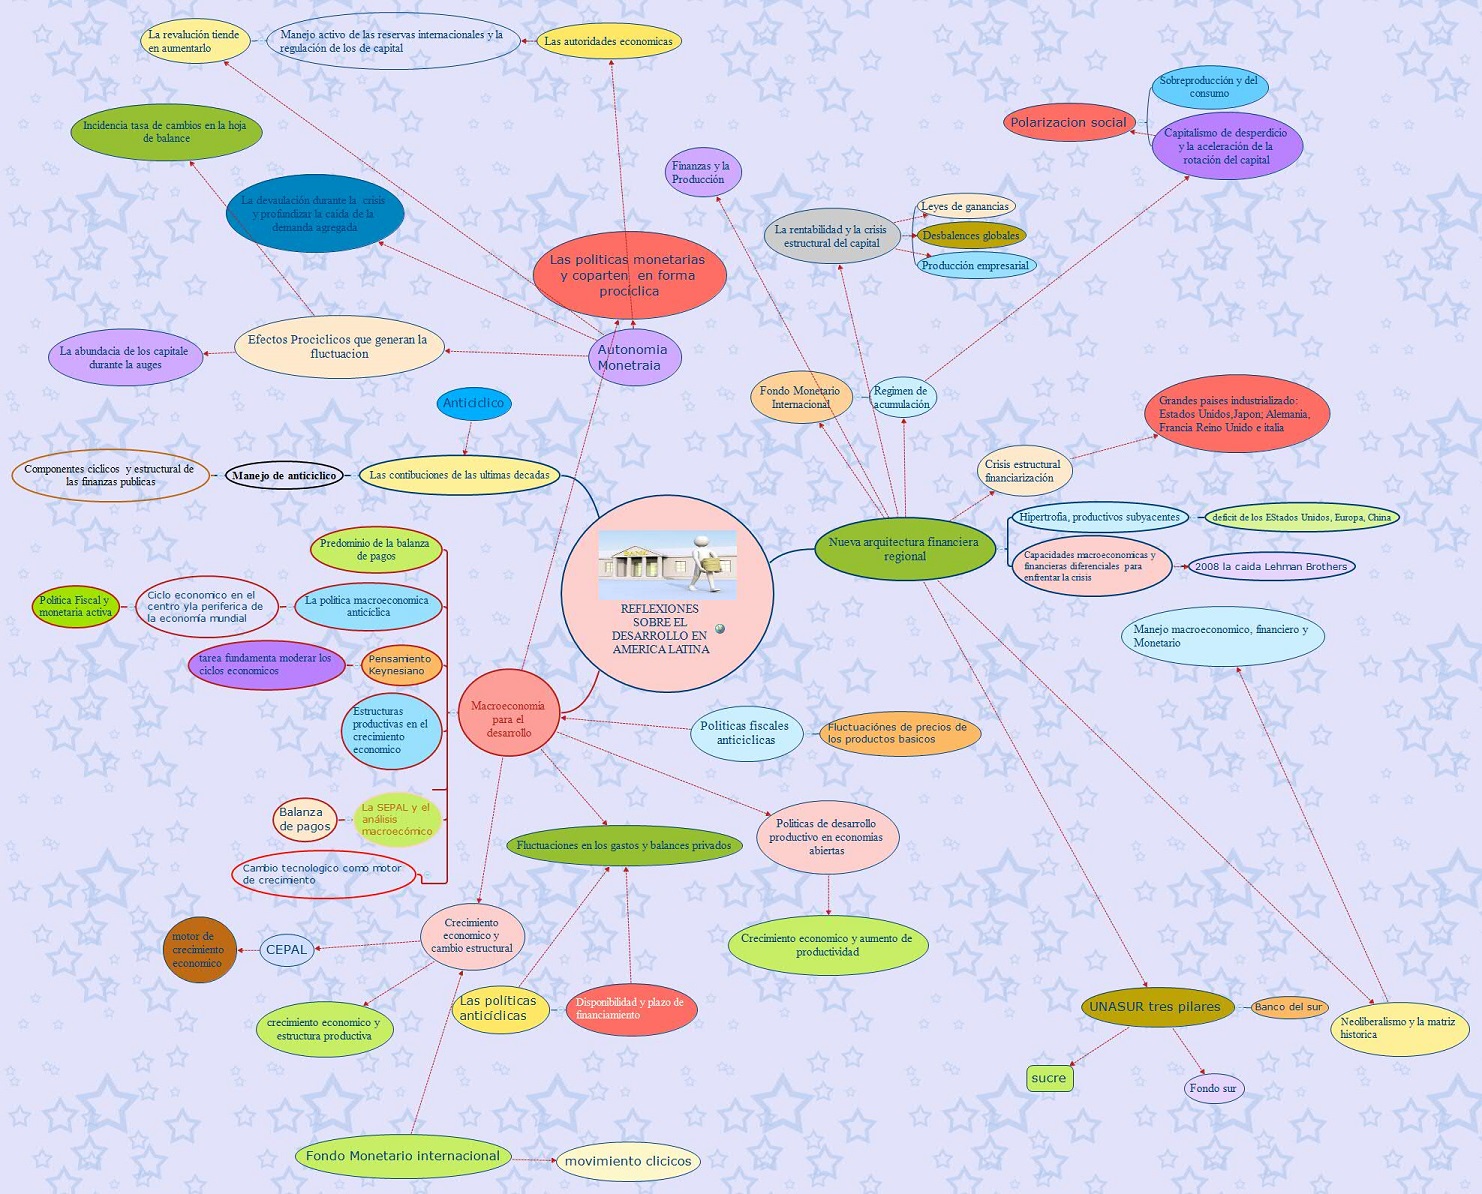 La revalución tiende
en aumentarlo
Manejo activo de las reservas internacionales y la
regulación de los de capital
Las autoridades economicas
Sobreproducción y del
consumo
Polarizacion social
Capitalismo de desperdicio
y la aceleración de la
rotación del capital
Incidencia tasa de cambios en la hoja
de balance
Finanzas y la
Producción
La devaulación durante la crisis
y profundizar la caida de la
demanda agregada
Leyes de ganancias
La rentabilidad y la crisis
estructural del capital
Desbalences globales
Producción empresarial
Las politicas monetarias
y coparten en forma
prociclica
Efectos Prociclicos que generan la
fluctuacion
La abundacia de los capitale
durante la auges
Autonomia
Monetraia
Fondo Monetario
Internacional
Regimen de
acumulación
Anticiclico
Grandes paises industrializado:
Estados Unidos,Japon; Alemania,
Francia Reino Unido e italia
Componentes ciclicos y estructural de
las finanzas publicas
Manejo de anticiclico
Las contibuciones de las ultimas decadas
Crisis estructural
financiarización
Hipertrofia, productivos subyacentes
deficit de los EStados Unidos, Europa, China
Nueva arquitectura financiera
regional
Capacidades macroeconomicas y
financieras diferenciales para
enfrentar la crisis
2008 la caida Lehman Brothers
BANK
REFLEXIONES
SOBRE EL
DESARROLLO EN
AMERICA LATINA
Predominio de la balanza
de pagos
Politica Fiscal y
monetaria activa
Ciclo economico en el
centro yla periferica de
la economía mundial
La politica macroeconomica
anticiclica
tarea fundamenta moderar los
ciclos economicos
Pensamiento
Keynesiano
Manejo macroeconomico, financiero y
Monetario
Estructuras
productivas en el
crecimiento
economico
Macroeconomía
para el
desarrollo
Politicas fiscales
anticiclicas
Fluctuaciónes de precios de
los productos basicos
Balanza
de pagos
La SEPAL y el
análisis
macroecómico
Fluctuaciones en los gastos y balances privados
Politicas de desarrollo
productivo en economías
abiertas
Cambio tecnologico como motor
de crecimiento
Crecimiento
economico y
cambio estructural
Crecimiento economico y aumento de
productividad
motor de
crecimiento
economico
CEPAL
Las políticas
anticíclicas
Disponibilidad y plazo de
financiamiento
crecimiento economico y
estructura productiva
UNASUR tres pilares
Banco del sur
Neoliberalismo y la matriz
historica
sucre
Fondo sur
Fondo Monetario internacional
movimiento clicicos